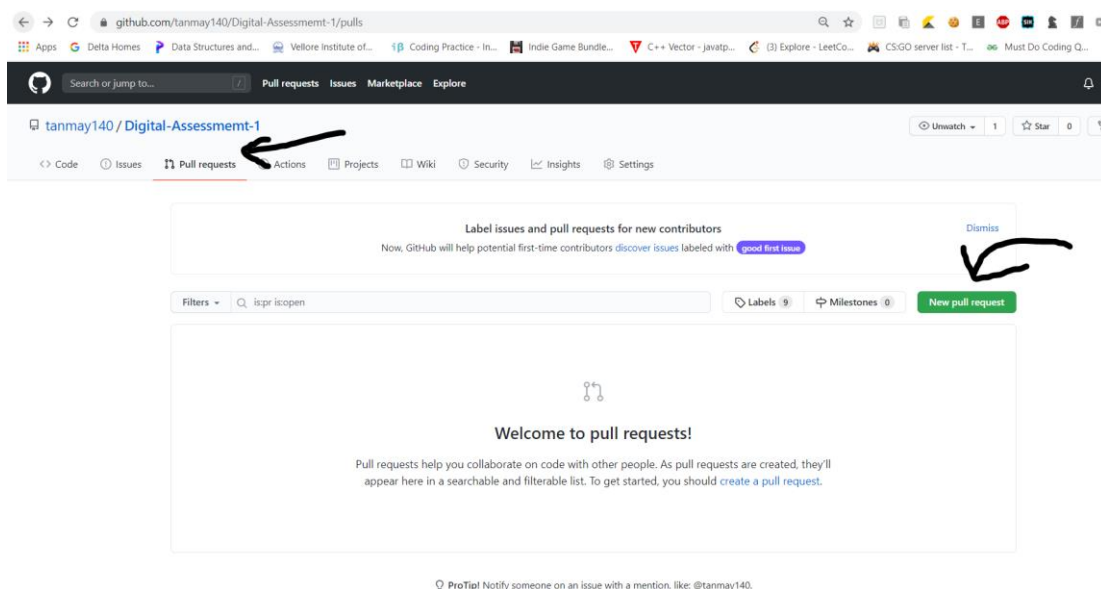 github.com/tanmay140/Digital-Assessmemt-1/pulls
Apps Delta Homes Data Structures and... Vellore Institute of... Coding Practice - In... Indie Game Bundle... C++ Vector - javatp... (3) Explore - LeetCo... CS:GO server list - T... Must Do Coding Q...
Search or jump to... / Pull requests Issues Marketplace Explore
tanmay140 / Digital-Assessmemt-1 Unwatch 1 Star 0
<> Code Issues Pull requests Actions Projects Wiki Security Insights Settings
Label issues and pull requests for new contributors Dismiss
Now, GitHub will help potential first-time contributors discover issues labeled with good first issue
Filters is:pr is:open Labels 9 Milestones 0 New pull request
Welcome to pull requests!
Pull requests help you collaborate on code with other people. As pull requests are created, they'll
appear here in a searchable and filterable list. To get started, you should create a pull request.
ProTip! Notify someone on an issue with a mention, like: @tanmay140.